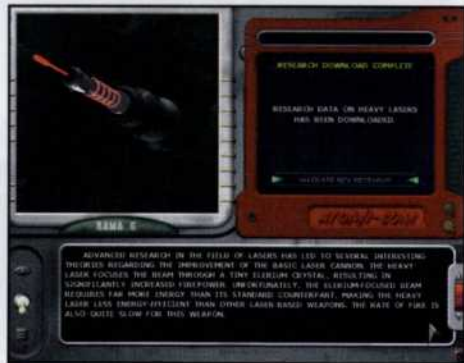 RESEARCH DOWNLOAD COMPLETE
RESEARCH DATA ON HEAVY LASERS
HAS BEEN DOWNLOADED.
GAMA
ADVANCED RESEARCH IN THE FIELD OF LASERS HAS LED TO SEVERAL INTERESTING
THEORIES REGARDING THE IMPROVEMENT OF THE BASIC LASER CANNON. THE HEAVY
LASER FOCUSES THE BEAM THROUGH A TINY ELERIUM CRYSTAL, RESULTING IN
SIGNIFICANTLY INCREASED FIREPOWER. UNFORTUNATELY, THE ELERIUM-FOCUSED BEAM
REQUIRES FAR MORE ENERGY THAN ITS STANDARD COUNTERPART, MAKING THE HEAVY
LASER LESS ENERGY-EFFICIENT THAN OTHER LASER-BASED WEAPONS. THE RATE OF FIRE IS
ALSO QUITE SLOW FOR THIS WEAPON.